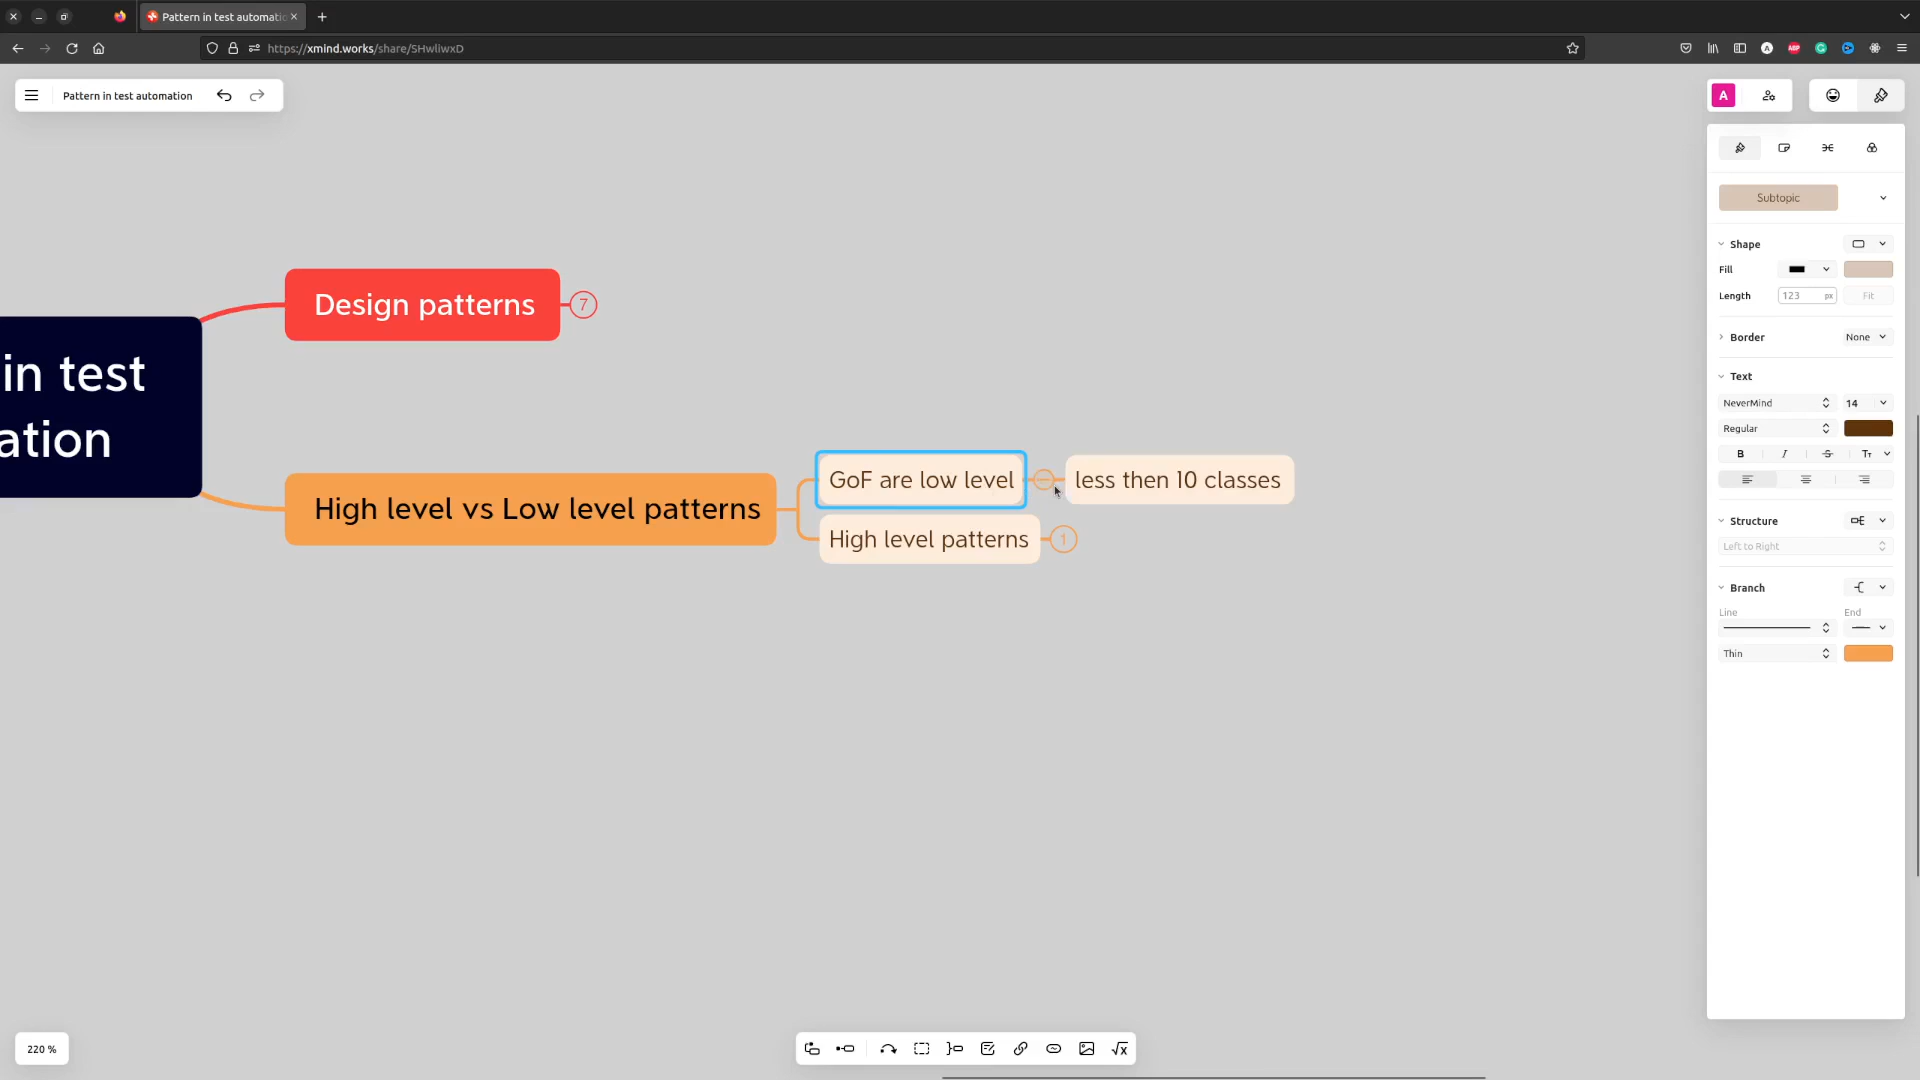 Pattern in test automatio
https://xmind.works/share/SHwliwxD
A
ABP
Pattern in test automation
A
Subtopic
Shape
Fill
Length
123 px
Fit
Border
None
Text
NeverMind
14
Regular
B
I
S
Tт
Structure
Left to Right
Branch
Line
End
Thin
Design patterns
7
in test
ation
High level vs Low level patterns
GoF are low level
less then 10 classes
High level patterns
1
220 %